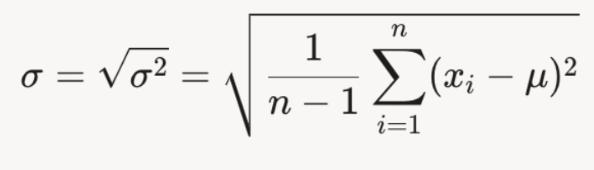 σ = √σ² = √( 1/(n − 1) ∑_{i=1}^{n} (x_i − μ)² )